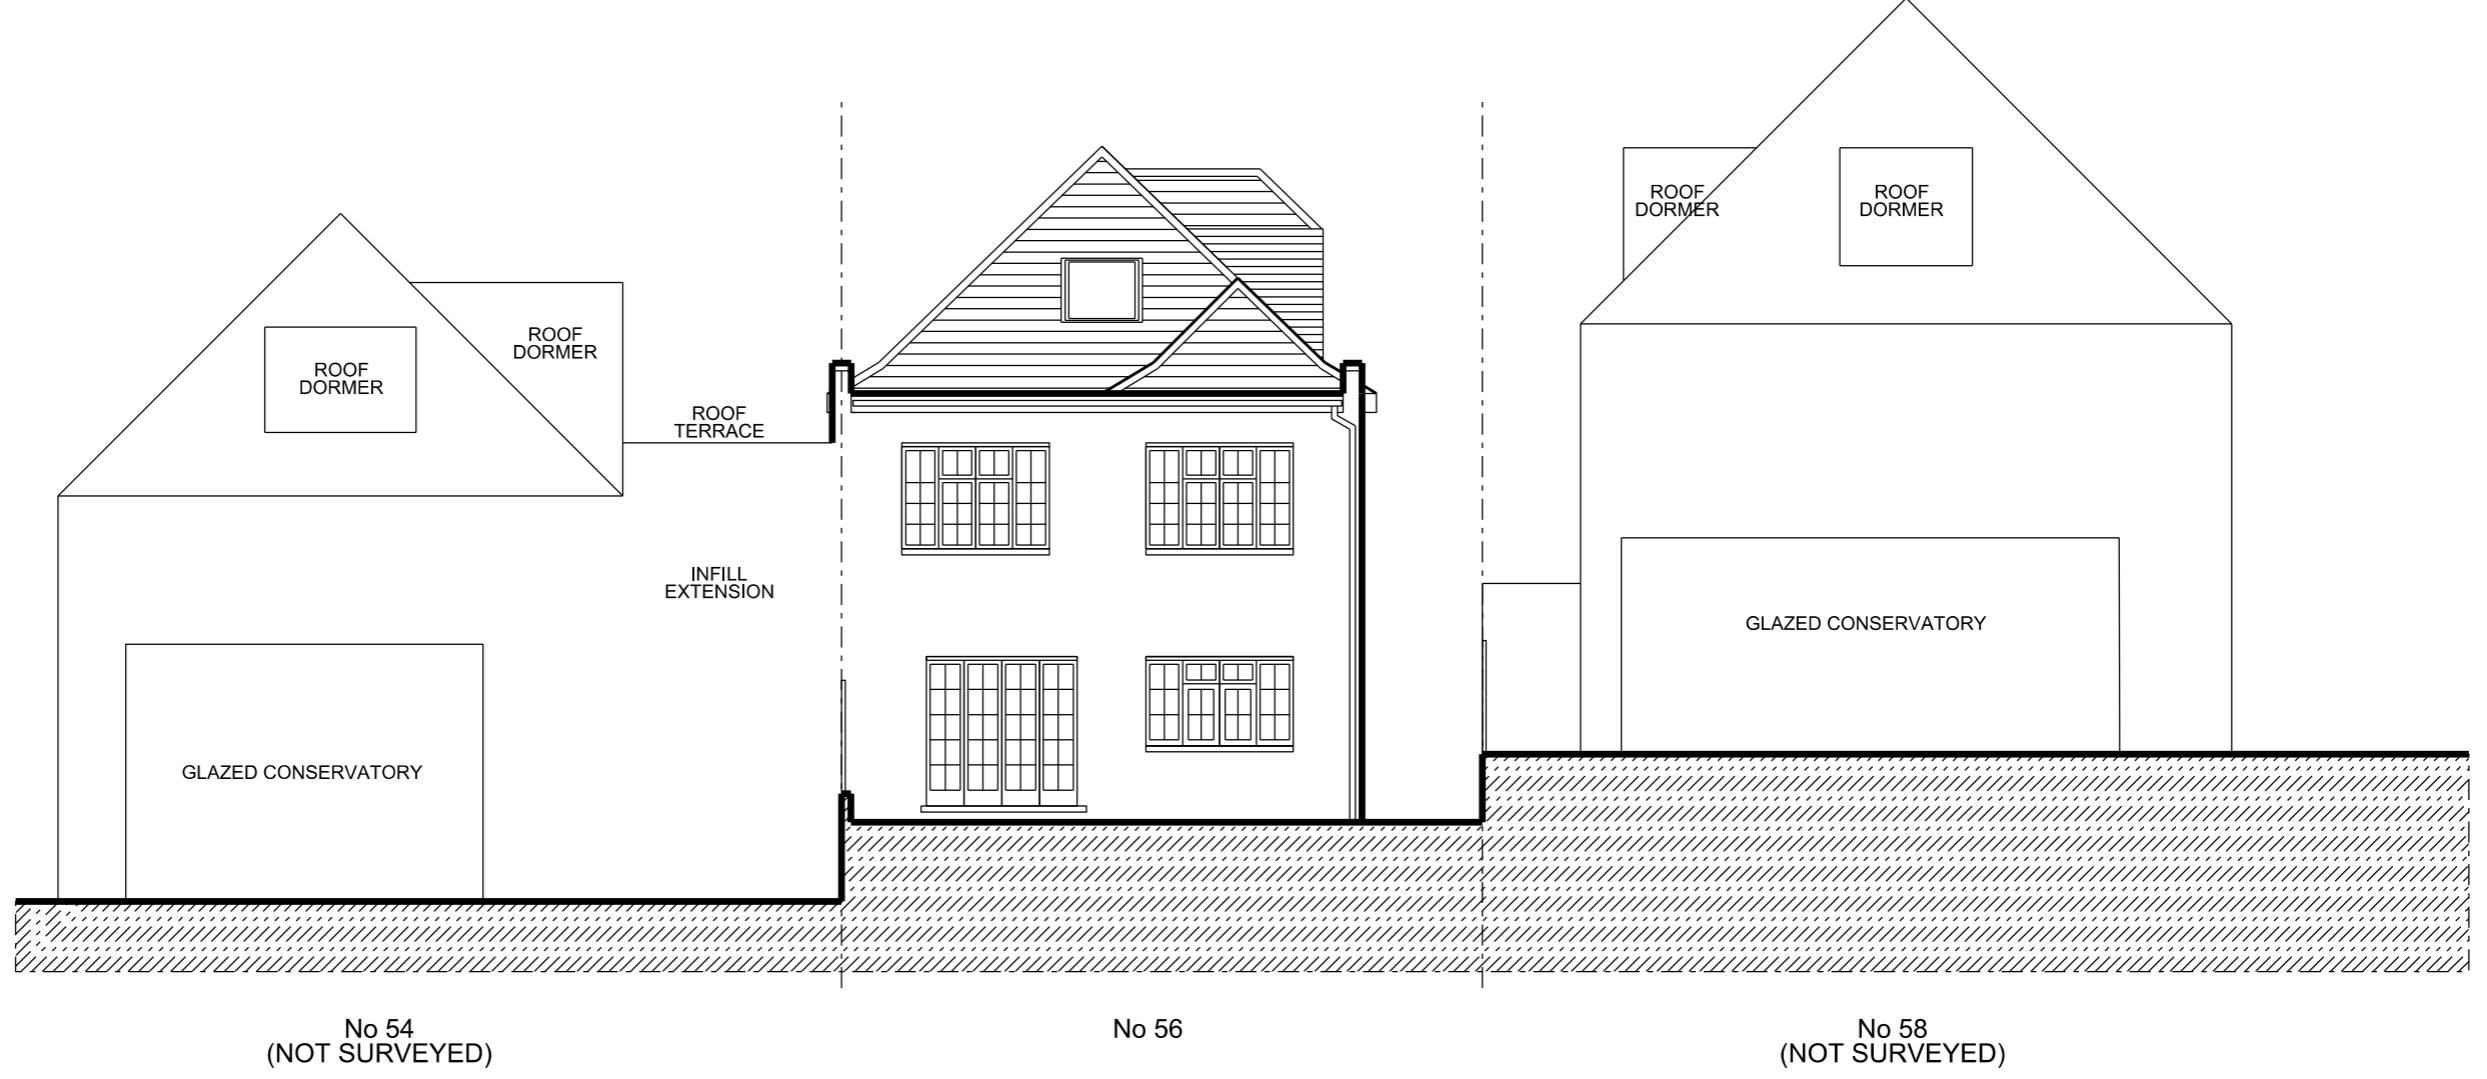 ROOF
DORMER
ROOF
DORMER
ROOF
TERRACE
INFILL
EXTENSION
GLAZED CONSERVATORY
ROOF
DORMER
ROOF
DORMER
GLAZED CONSERVATORY
No 54
(NOT SURVEYED)
No 56
No 58
(NOT SURVEYED)